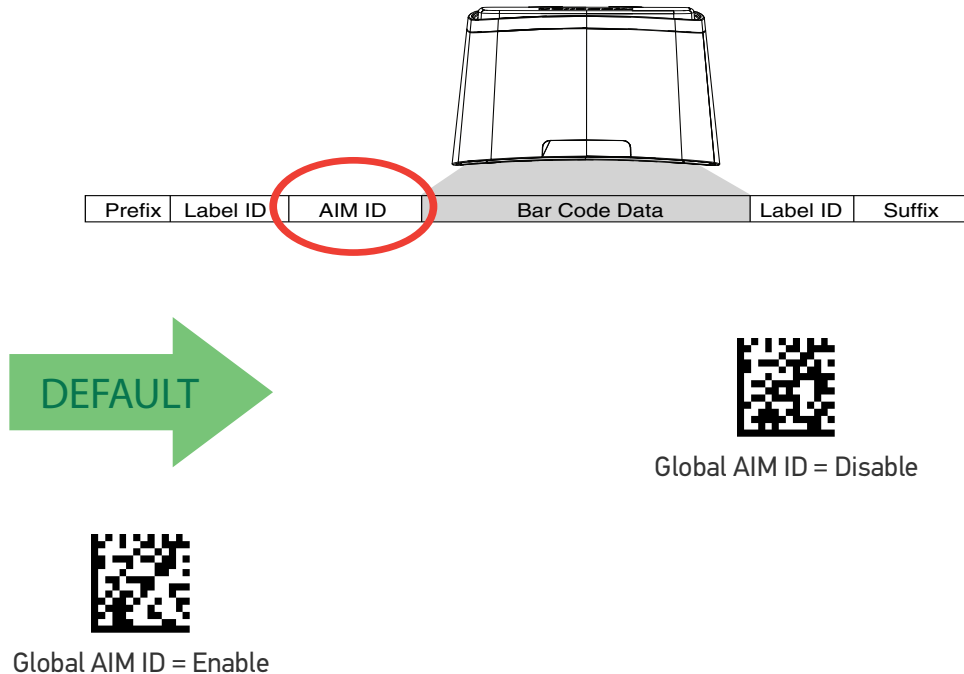 Prefix Label ID AIM ID Bar Code Data Label ID Suffix
DEFAULT
Global AIM ID = Disable
Global AIM ID = Enable